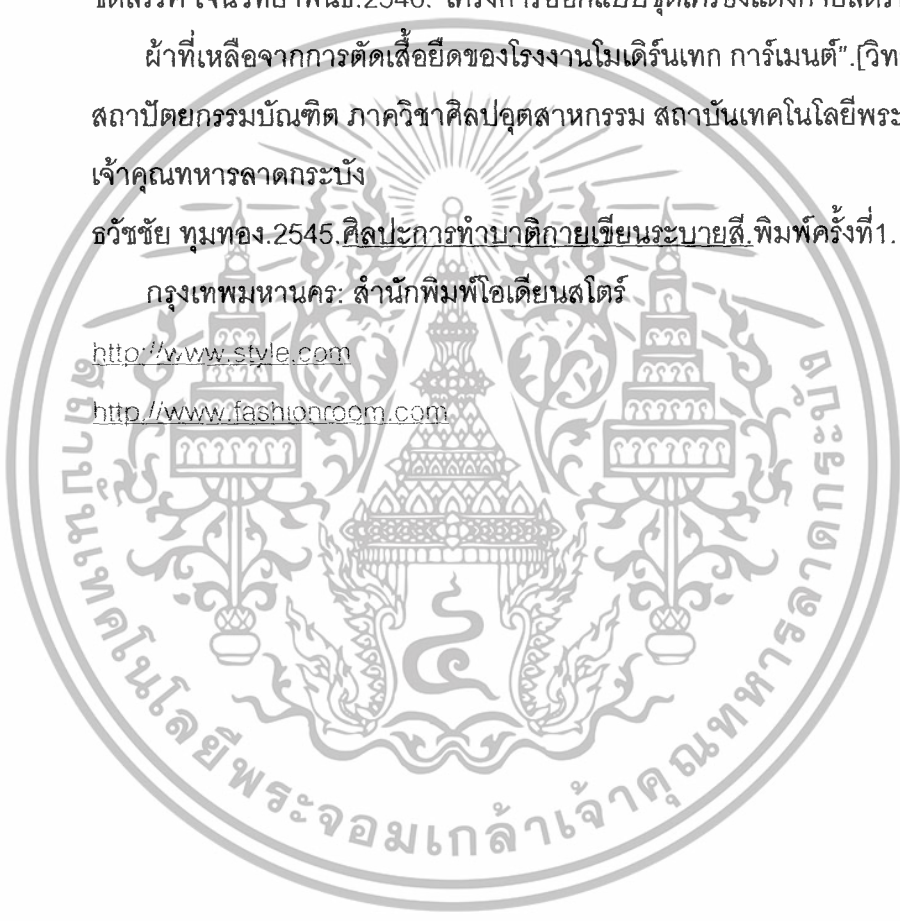 ผ้าที่เหลือจากการตัดเสื้อยืดของโรงงานโมเดิร์นเทก การ์เมนต์".[วิท
สถาปัตยกรรมบัณฑิต ภาควิชาศิลปอุตสาหกรรม สถาบันเทคโนโลยีพระ
เจ้าคุณทหารลาดกระบัง
ธวัชชัย ทุมทอง.2545.ศิลปะการทำบาติกายเขียนระบายสี.พิมพ์ครั้งที่1.
กรุงเทพมหานคร: สำนักพิมพ์โอเดียนสโตร์
http://www.style.com
http://www.fashionroom.com
สถาบันเทคโนโลยีพระจอมเกล้าเจ้าคุณทหารลาดกระบัง